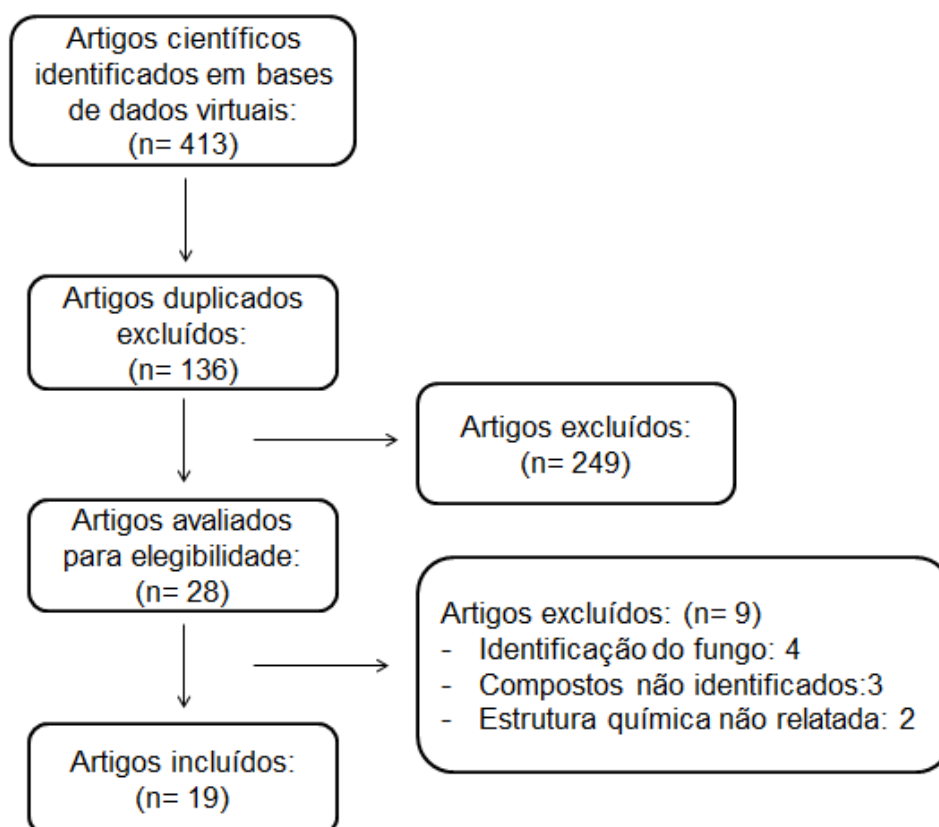 Artigos científicos
identificados em bases
de dados virtuais:
(n= 413)
Artigos duplicados
excluídos:
(n= 136)
Artigos excluídos:
(n= 249)
Artigos avaliados
para elegibilidade:
(n= 28)
Artigos excluídos: (n= 9)
- Identificação do fungo: 4
- Compostos não identificados:3
- Estrutura química não relatada: 2
Artigos incluídos:
(n= 19)